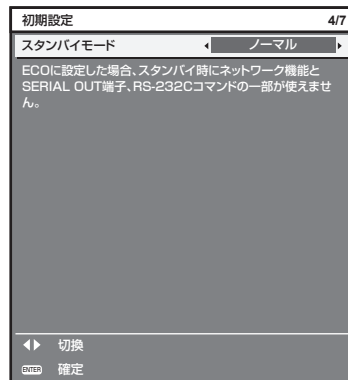 初期設定 4/7
スタンバイモード ノーマル
ECOに設定した場合、スタンバイ時にネットワーク機能と
SERIAL OUT端子、RS-232Cコマンドの一部が使えませ
ん。
切換
ENTER 確定